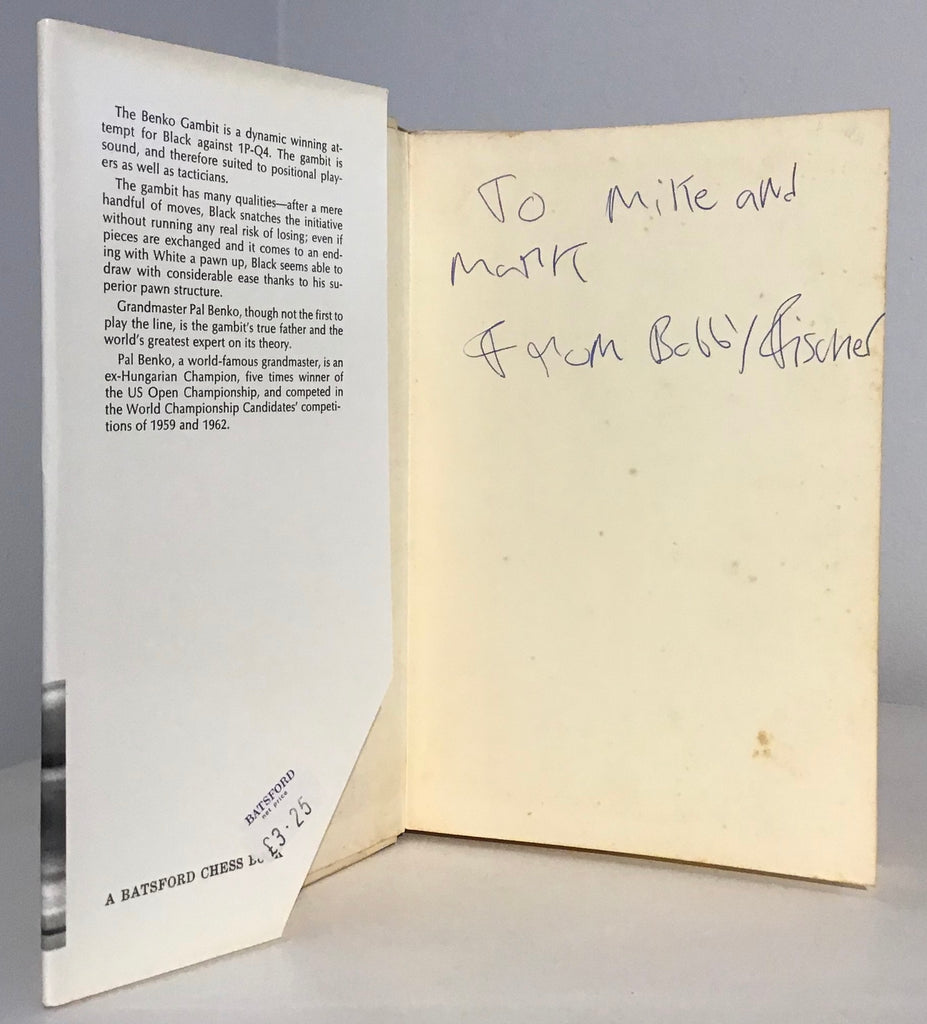 The Benko Gambit is a dynamic winning at-
tempt for Black against 1P-Q4. The gambit is
sound, and therefore suited to positional play-
ers as well as tacticians.
The gambit has many qualities—after a mere
handful of moves, Black snatches the initiative
without running any real risk of losing; even if
pieces are exchanged and it comes to an end-
ing with White a pawn up, Black seems able to
draw with considerable ease thanks to his su-
perior pawn structure.
Grandmaster Pal Benko, though not the first to
play the line, is the gambit's true father and the
world's greatest expert on its theory.
Pal Benko, a world-famous grandmaster, is an
ex-Hungarian Champion, five times winner of
the US Open Championship, and competed in
the World Championship Candidates' competi-
tions of 1959 and 1962.
BATSFORD
net price
£3.25
A BATSFORD CHESS
To Mike and
Mark
From Bobby Fischer